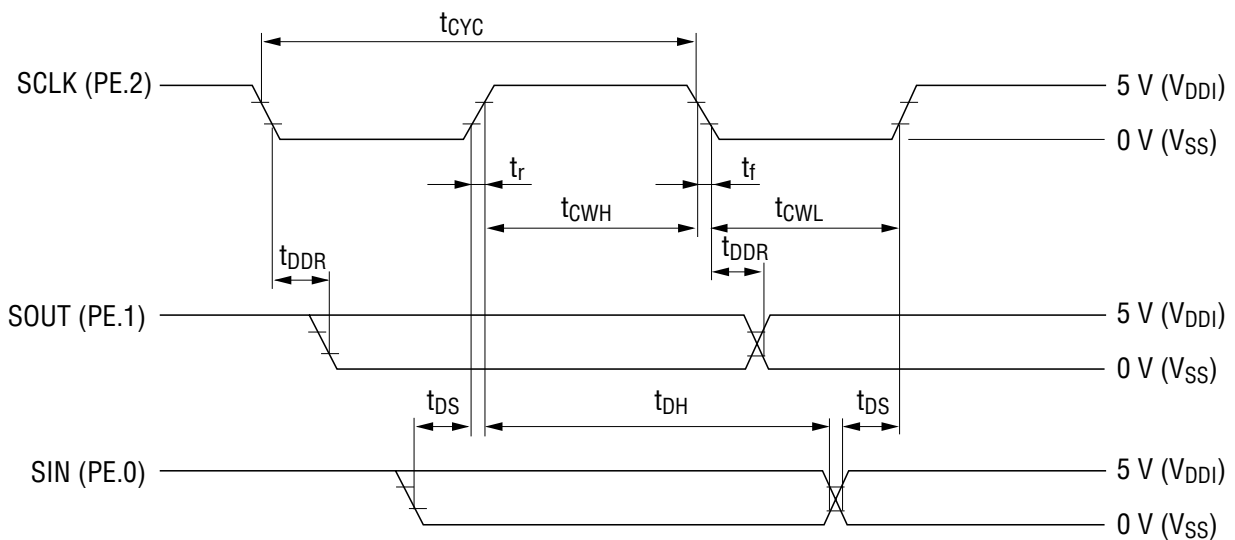 tCYC
SCLK (PE.2)
5 V (VDDI)
0 V (VSS)
tr
tf
tCWH
tCWL
tDDR
tDDR
SOUT (PE.1)
5 V (VDDI)
0 V (VSS)
tDS
tDH
tDS
SIN (PE.0)
5 V (VDDI)
0 V (VSS)